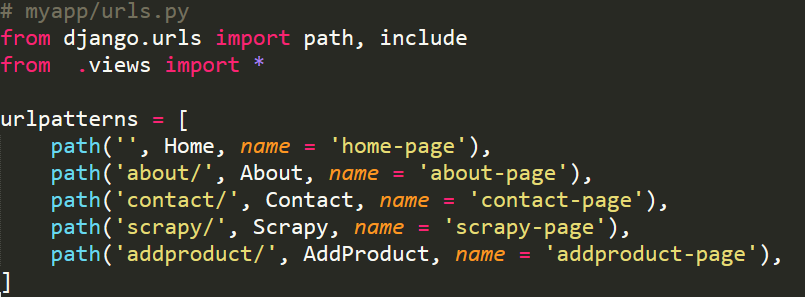 # myapp/urls.py
from django.urls import path, include
from  .views import *
urlpatterns = [
    path('', Home, name = 'home-page'),
    path('about/', About, name = 'about-page'),
    path('contact/', Contact, name = 'contact-page'),
    path('scrapy/', Scrapy, name = 'scrapy-page'),
    path('addproduct/', AddProduct, name = 'addproduct-page'),
]